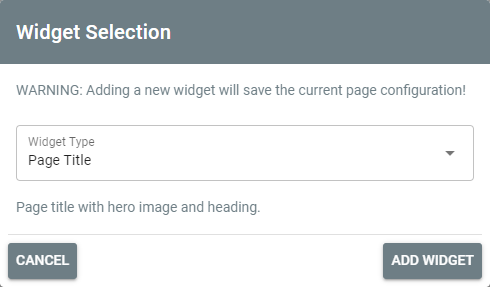 Widget Selection
WARNING: Adding a new widget will save the current page configuration!
Widget Type
Page Title
Page title with hero image and heading.
CANCEL
ADD WIDGET